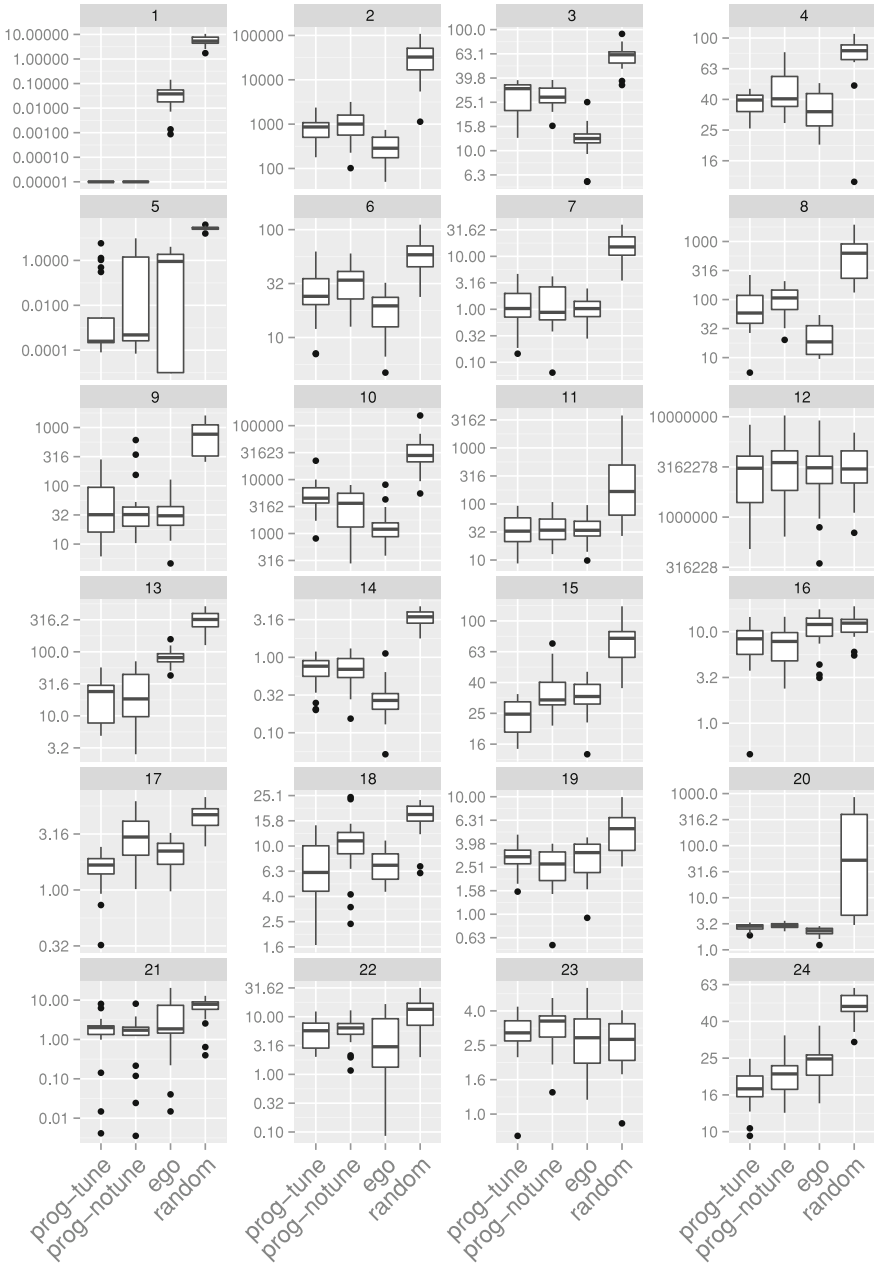 1 2 3 4
10.00000 1.00000 0.10000 0.01000 0.00100 0.00010 0.00001
100000 10000 1000 100
100.0 63.1 39.8 25.1 15.8 10.0 6.3
100 63 40 25 16
5 6 7 8
1.0000 0.0100 0.0001
100 32 10
31.62 10.00 3.16 1.00 0.32 0.10
1000 316 100 32 10
9 10 11 12
1000 316 100 32 10
100000 31623 10000 3162 1000 316
3162 1000 316 100 32 10
10000000 3162278 1000000 316228
13 14 15 16
316.2 100.0 31.6 10.0 3.2
3.16 1.00 0.32 0.10
100 63 40 25 16
10.0 3.2 1.0
17 18 19 20
3.16 1.00 0.32
25.1 15.8 10.0 6.3 4.0 2.5 1.6
10.00 6.31 3.98 2.51 1.58 1.00 0.63
1000.0 316.2 100.0 31.6 10.0 3.2 1.0
21 22 23 24
10.00 1.00 0.10 0.01
31.62 10.00 3.16 1.00 0.32 0.10
4.0 2.5 1.6 1.0
63 40 25 16 10
prog−tune prog−notune ego random
prog−tune prog−notune ego random
prog−tune prog−notune ego random
prog−tune prog−notune ego random